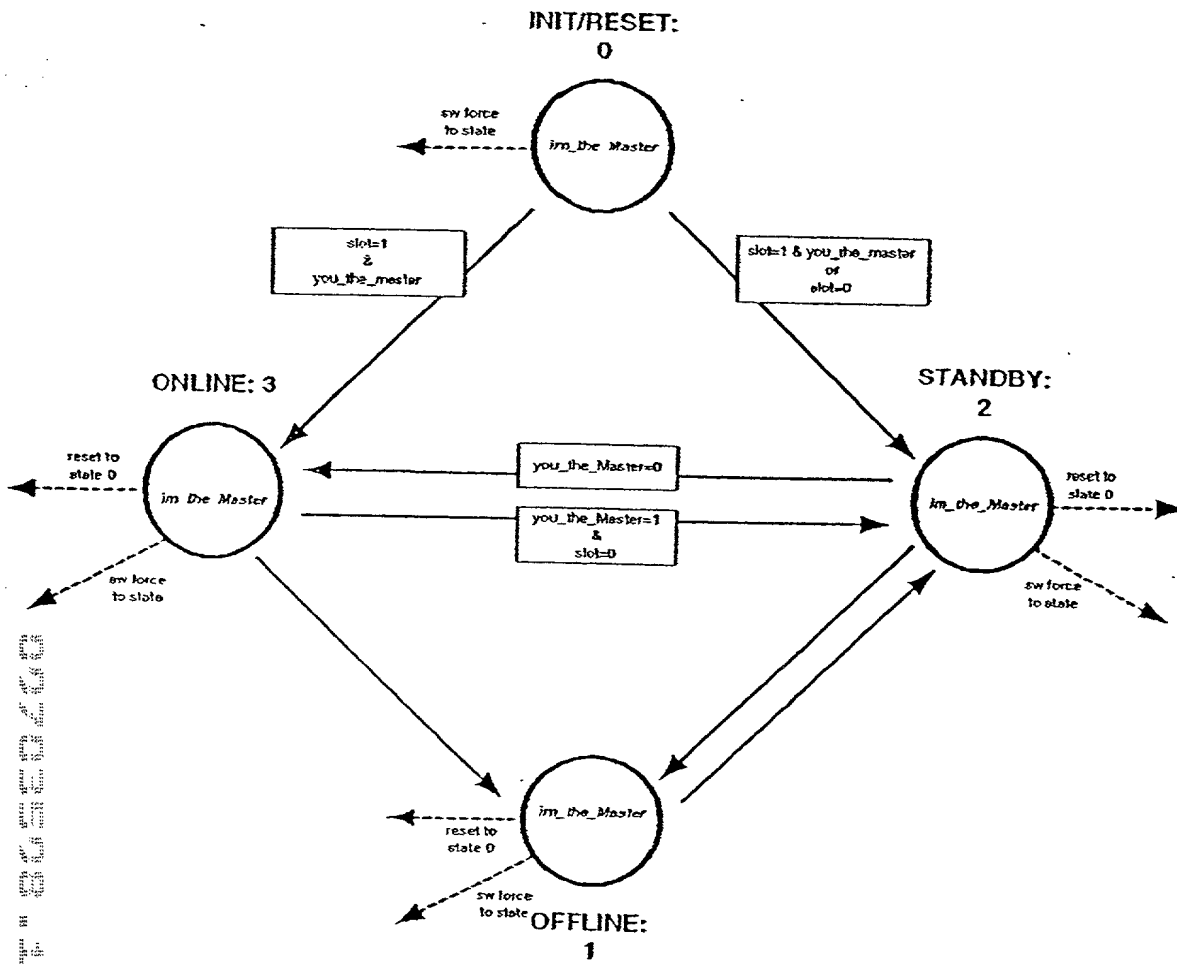 INIT/RESET:
0
sw force
to state
im_the Master
slot=1
&
you_the_master
slot=1 & you_the_master
or
slot=0
ONLINE: 3
STANDBY:
2
reset to
state 0
im the Master
you_the_Master=0
you_the_Master=1
&
slot=0
im_the_Master
reset to
state 0
sw force
to state
sw force
to state
im_the_Master
reset to
state 0
sw force
to state
OFFLINE:
1